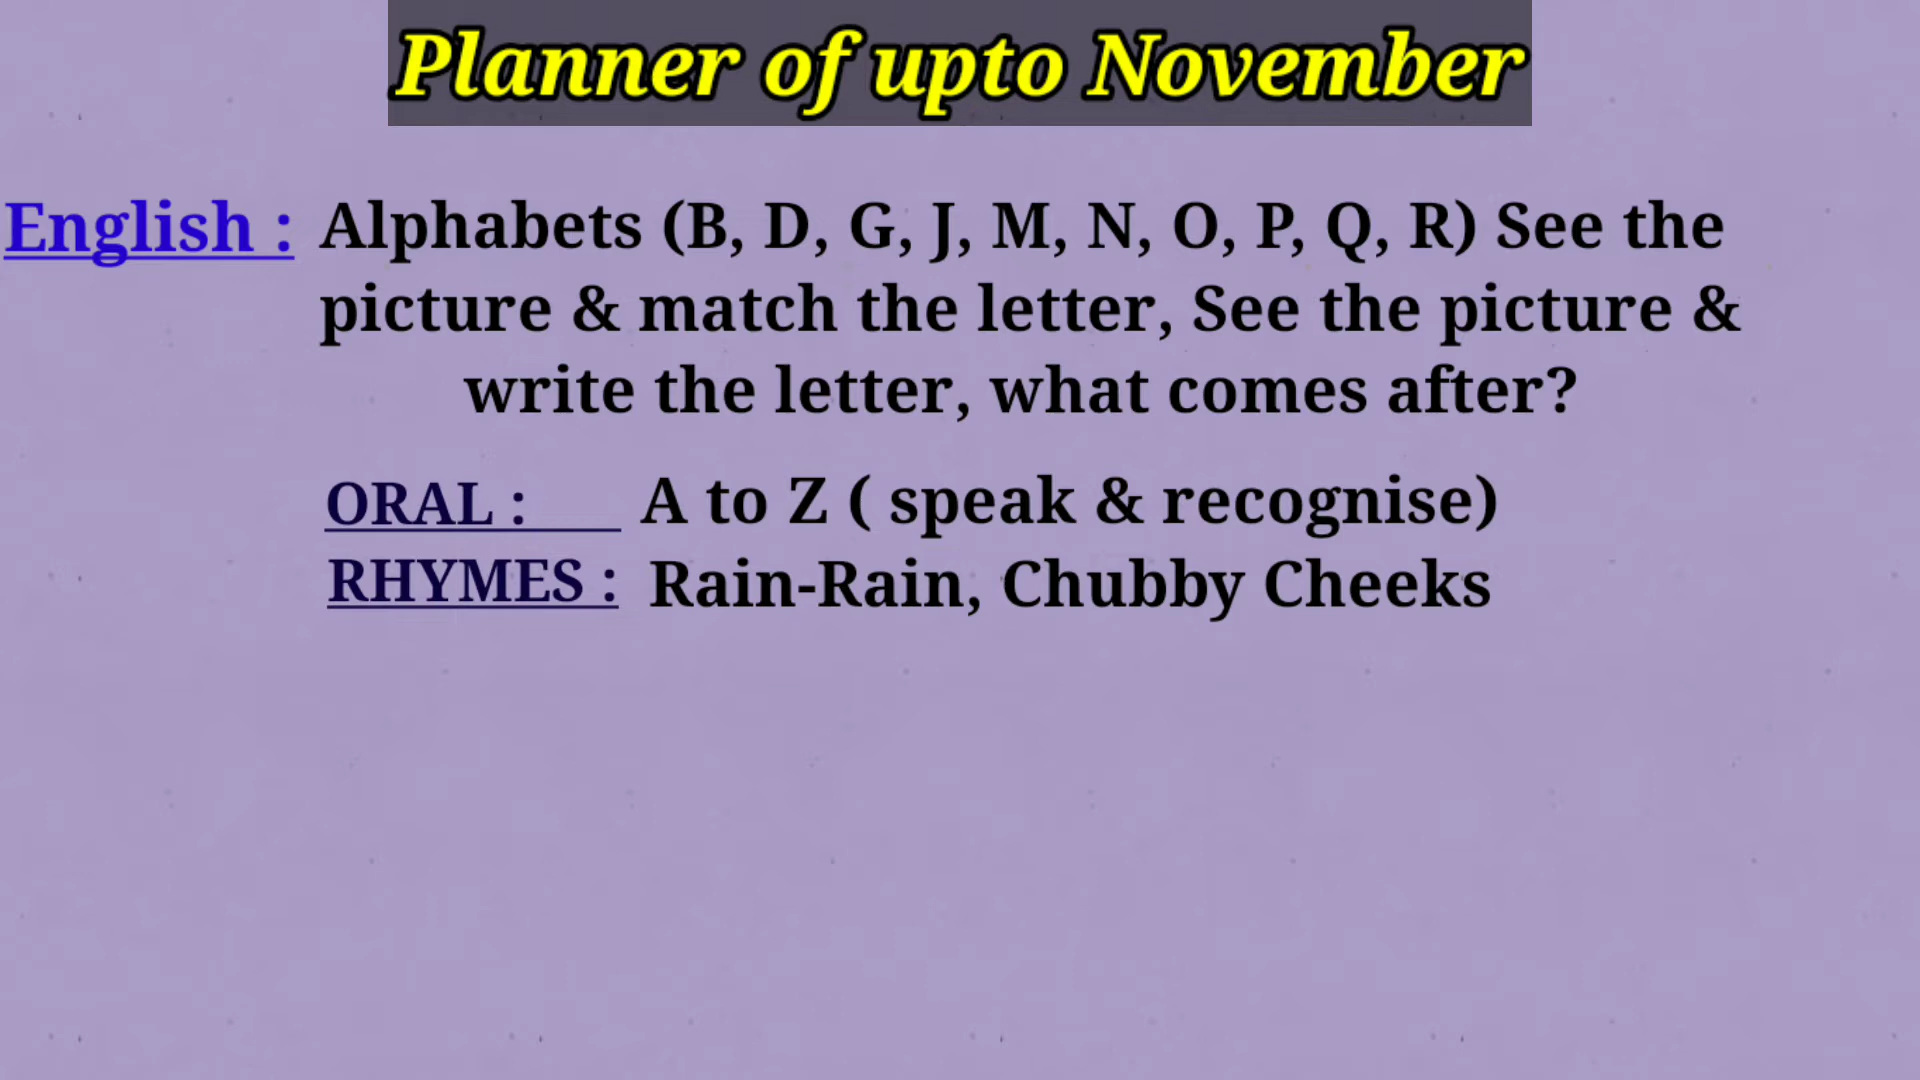 Planner of upto November
English : Alphabets (B, D, G, J, M, N, O, P, Q, R) See the
picture & match the letter, See the picture &
write the letter, what comes after?
ORAL : A to Z ( speak & recognise)
RHYMES : Rain-Rain, Chubby Cheeks